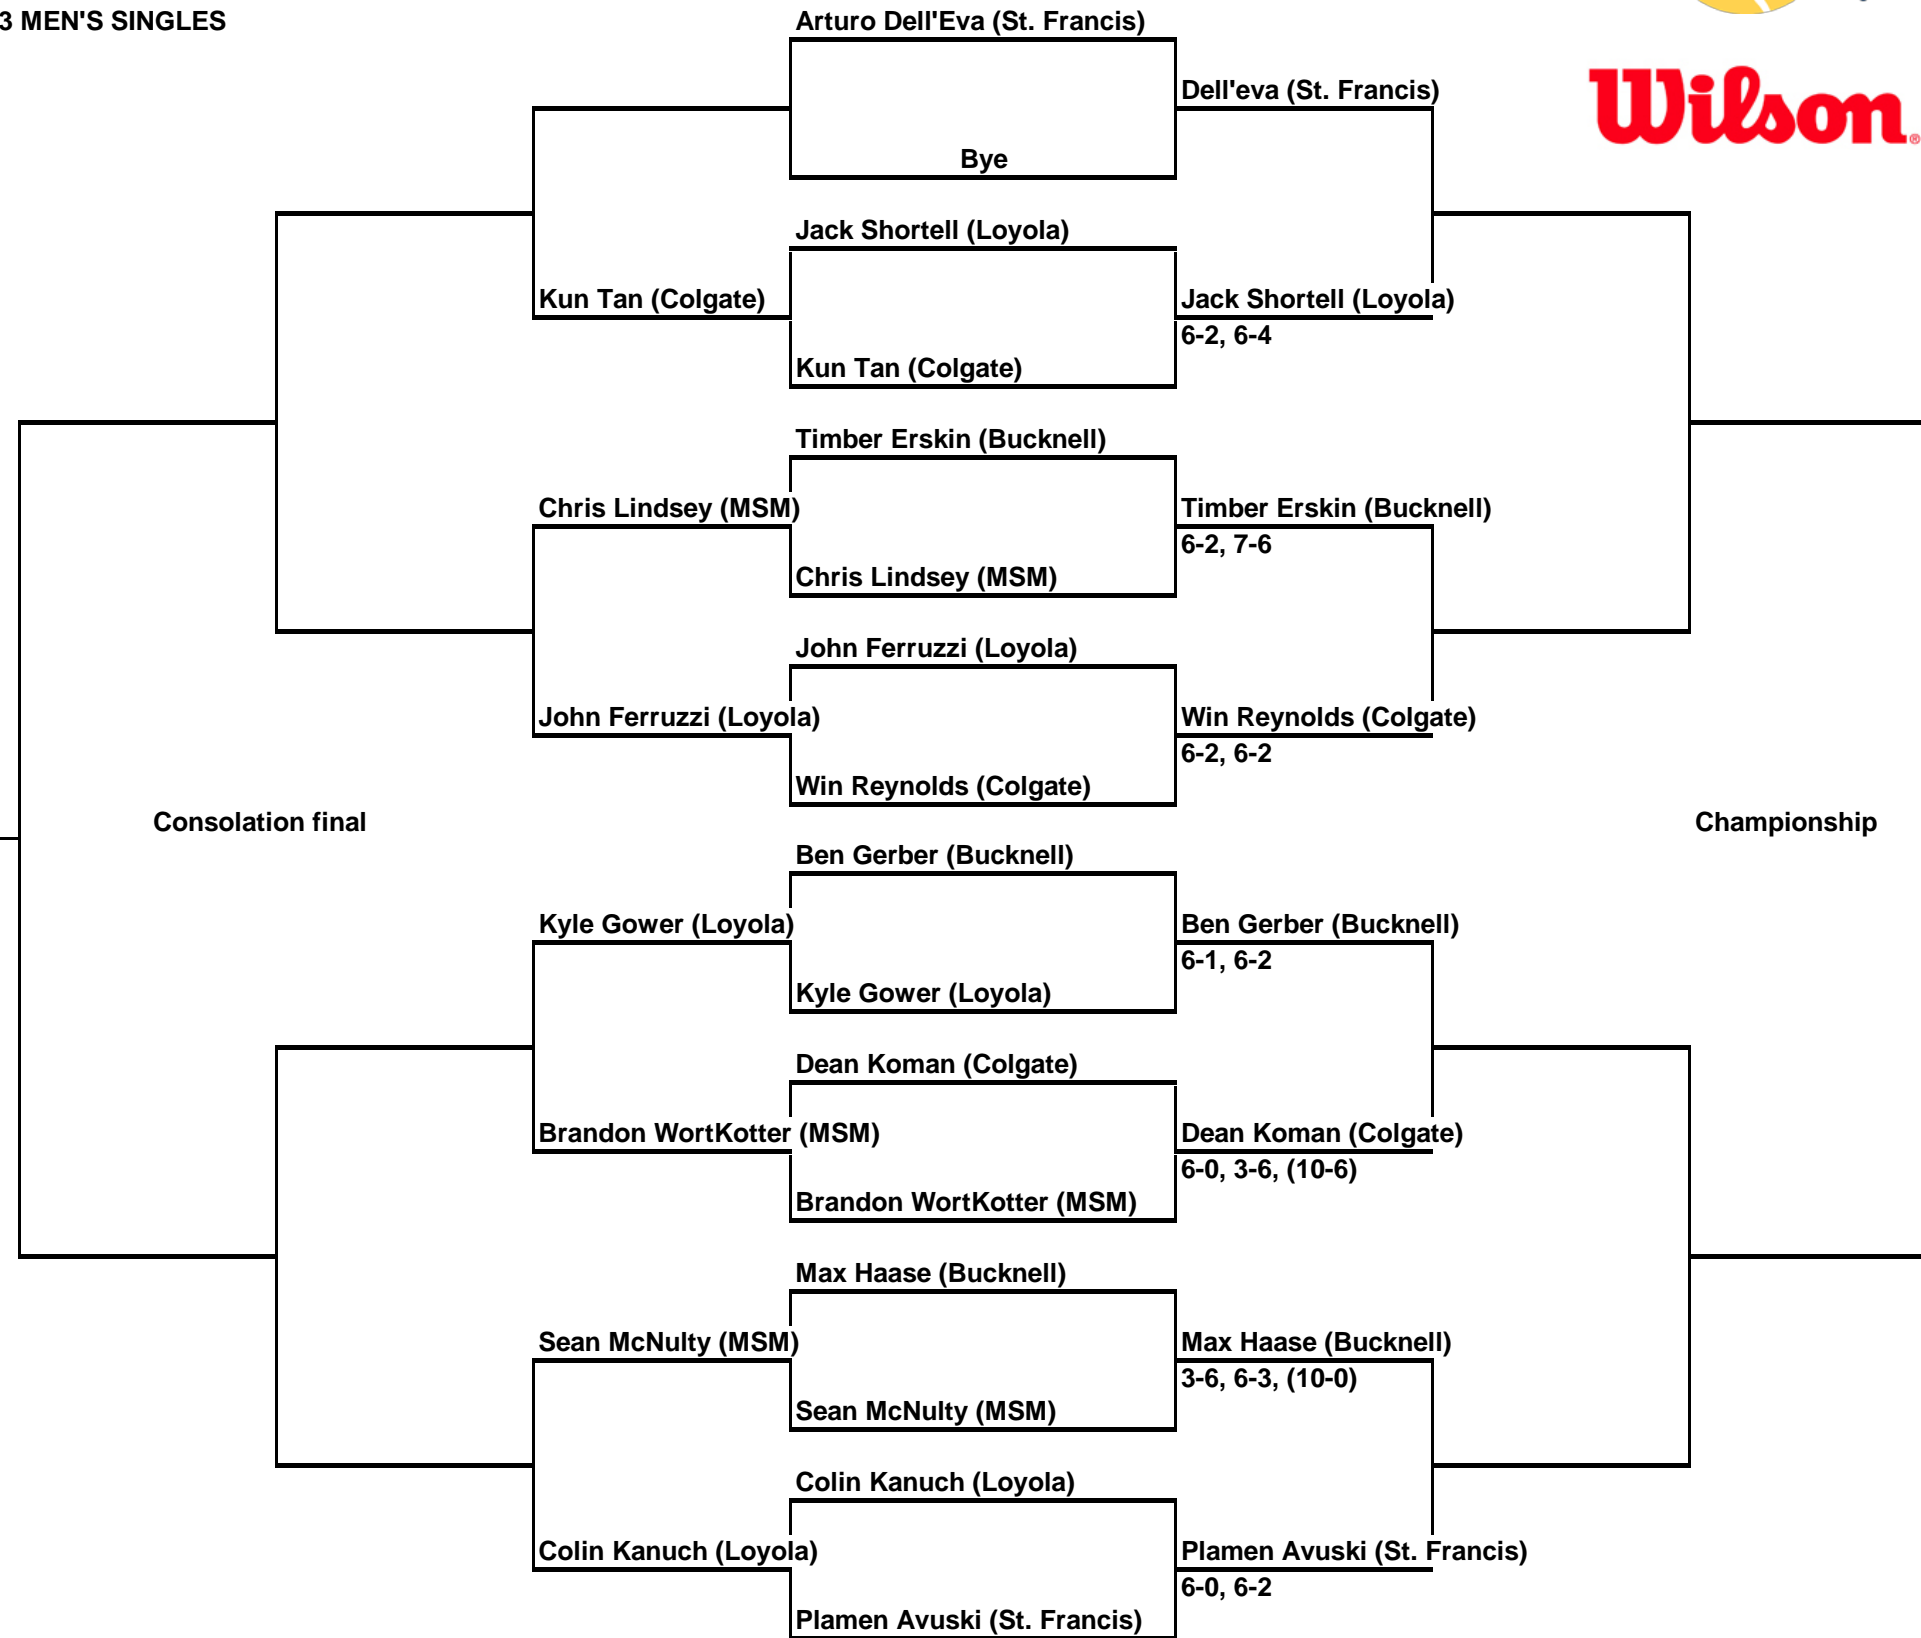 3 MEN'S SINGLES
Arturo Dell'Eva (St. Francis)
Dell'eva (St. Francis)
Wilson®
Bye
Jack Shortell (Loyola)
Kun Tan (Colgate)
Jack Shortell (Loyola)
6-2, 6-4
Kun Tan (Colgate)
Timber Erskin (Bucknell)
Chris Lindsey (MSM)
Timber Erskin (Bucknell)
6-2, 7-6
Chris Lindsey (MSM)
John Ferruzzi (Loyola)
John Ferruzzi (Loyola)
Win Reynolds (Colgate)
6-2, 6-2
Win Reynolds (Colgate)
Consolation final
Championship
Ben Gerber (Bucknell)
Kyle Gower (Loyola)
Ben Gerber (Bucknell)
6-1, 6-2
Kyle Gower (Loyola)
Dean Koman (Colgate)
Brandon WortKotter (MSM)
Dean Koman (Colgate)
6-0, 3-6, (10-6)
Brandon WortKotter (MSM)
Max Haase (Bucknell)
Sean McNulty (MSM)
Max Haase (Bucknell)
3-6, 6-3, (10-0)
Sean McNulty (MSM)
Colin Kanuch (Loyola)
Colin Kanuch (Loyola)
Plamen Avuski (St. Francis)
6-0, 6-2
Plamen Avuski (St. Francis)